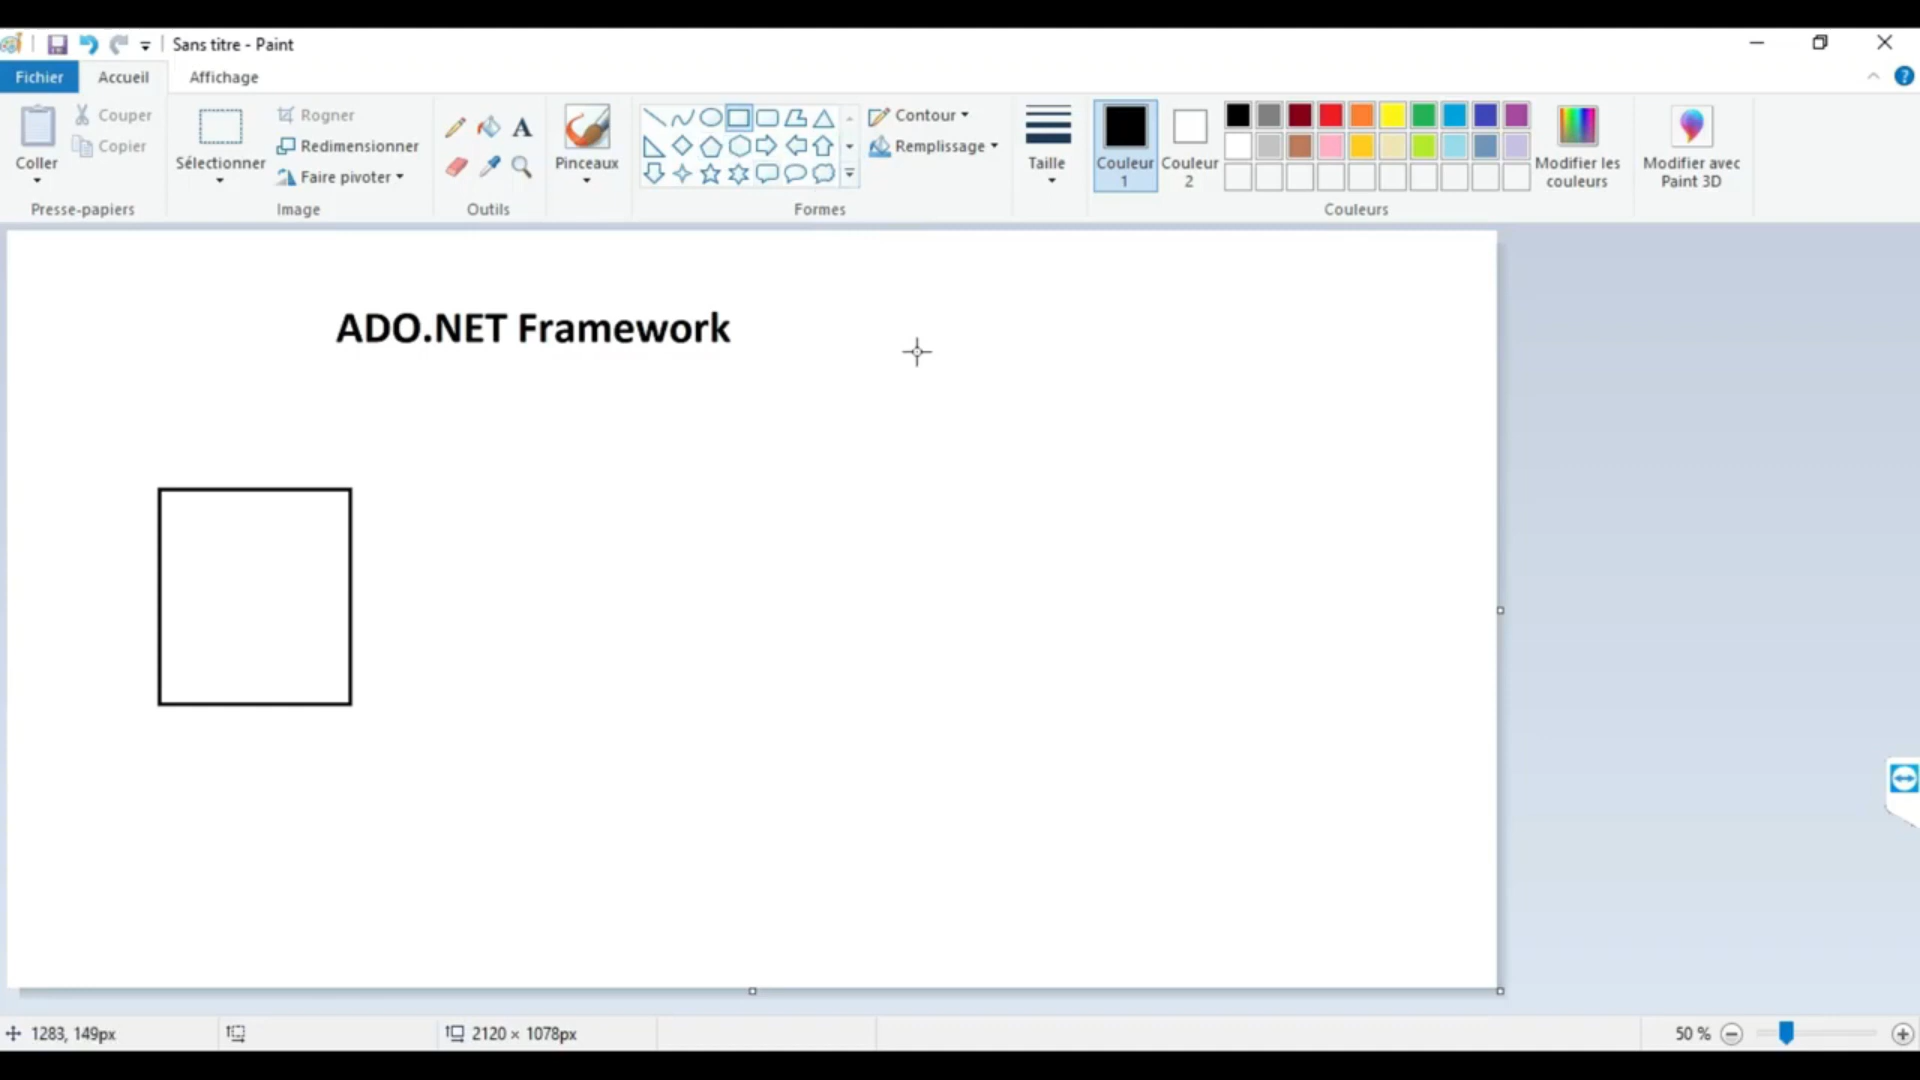 Sans titre - Paint
Fichier Accueil Affichage
Coller
Couper
Copier
Presse-papiers
Sélectionner
Rogner
Redimensionner
Faire pivoter
Image
A
Outils
Pinceaux
Contour
Remplissage
Formes
Taille
Couleur
1
Couleur
2
Modifier les
couleurs
Couleurs
Modifier avec
Paint 3D
?
ADO.NET Framework
1283, 149px
2120 × 1078px
50 %